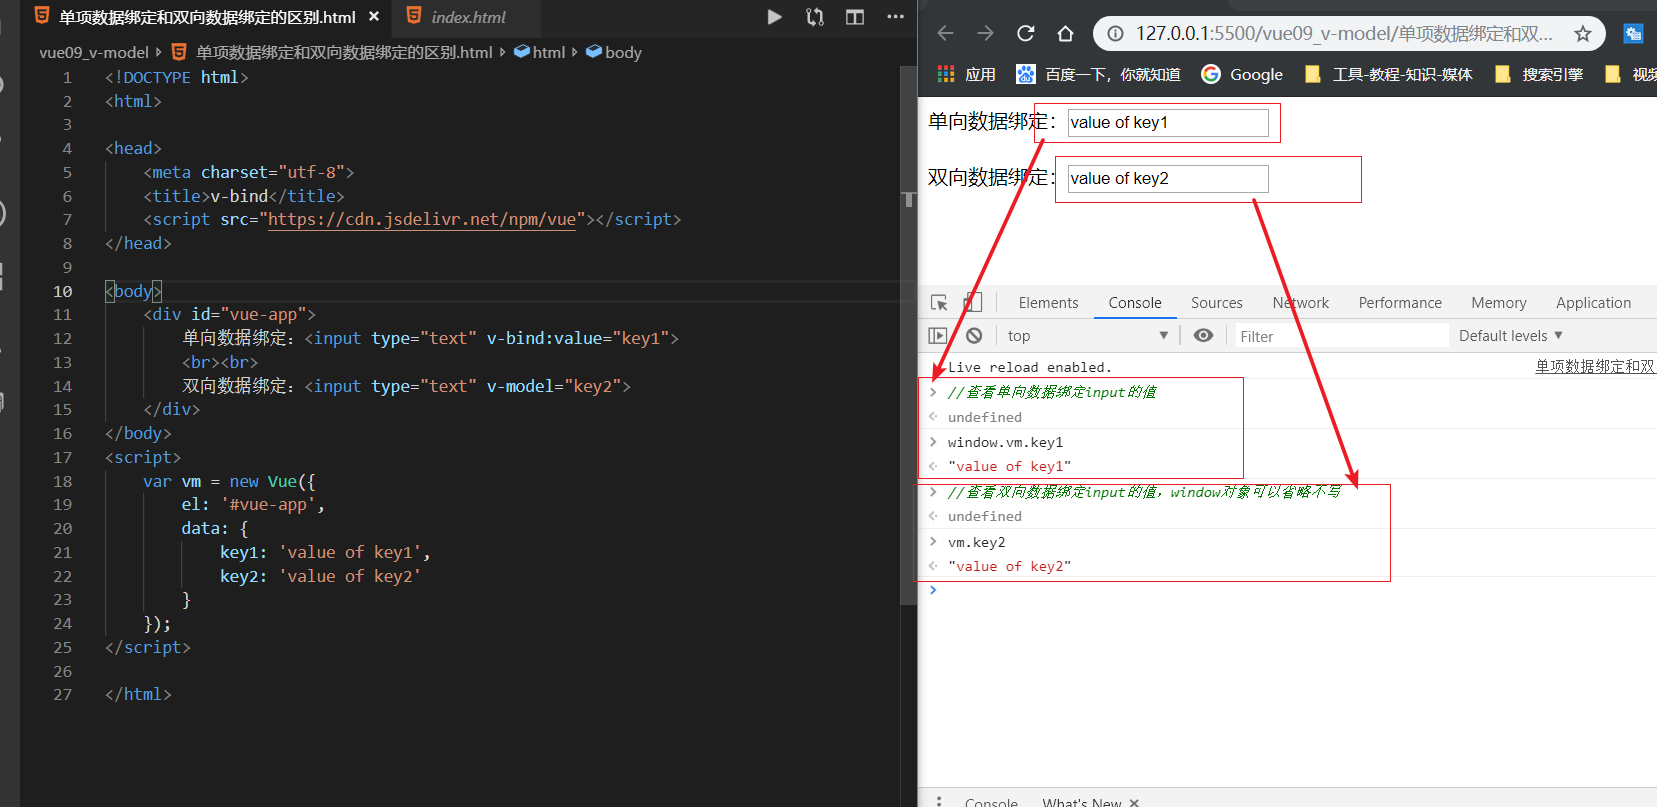 单项数据绑定和双向数据绑定的区别.html ×
index.html
vue09_v-model › 单项数据绑定和双向数据绑定的区别.html › html › body
1 <!DOCTYPE html>
2 <html>
3
4 <head>
5 <meta charset="utf-8">
6 <title>v-bind</title>
7 <script src="https://cdn.jsdelivr.net/npm/vue"></script>
8 </head>
9
10 <body>
11 <div id="vue-app">
12 单向数据绑定：<input type="text" v-bind:value="key1">
13 <br><br>
14 双向数据绑定：<input type="text" v-model="key2">
15 </div>
16 </body>
17 <script>
18 var vm = new Vue({
19 el: '#vue-app',
20 data: {
21 key1: 'value of key1',
22 key2: 'value of key2'
23 }
24 });
25 </script>
26
27 </html>
127.0.0.1:5500/vue09_v-model/单项数据绑定和双...
应用 百度一下，你就知道 Google 工具-教程-知识-媒体 搜索引擎 视频
单向数据绑定： value of key1
双向数据绑定： value of key2
Elements Console Sources Network Performance Memory Application
top Filter Default levels ▼
Live reload enabled. 单项数据绑定和双
//查看单向数据绑定input的值
undefined
window.vm.key1
"value of key1"
//查看双向数据绑定input的值，window对象可以省略不写
undefined
vm.key2
"value of key2"
Console What's New ×